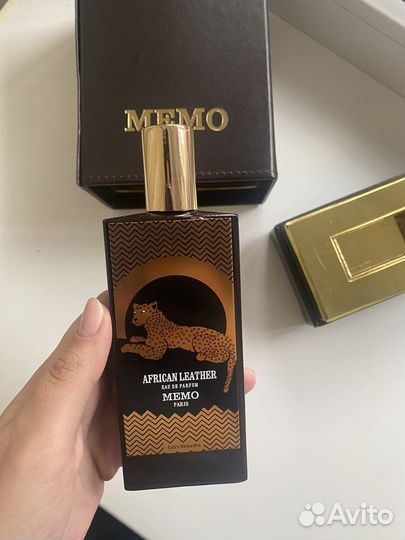 MEMO
AFRICAN LEATHER
EAU DE PARFUM
MEMO
PARIS
Avito